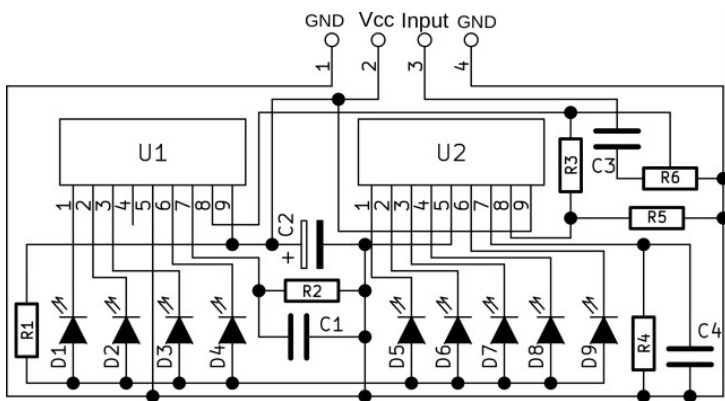 GND Vcc Input GND
1 2 3 4
U1 U2
R3 C3 R6
1 2 3 4 5 6 7 8 9
1 2 3 4 5 6 7 8 9
C2 R5
+
R2
R1 D1 D2 D3 D4 C1 D5 D6 D7 D8 D9 R4 C4